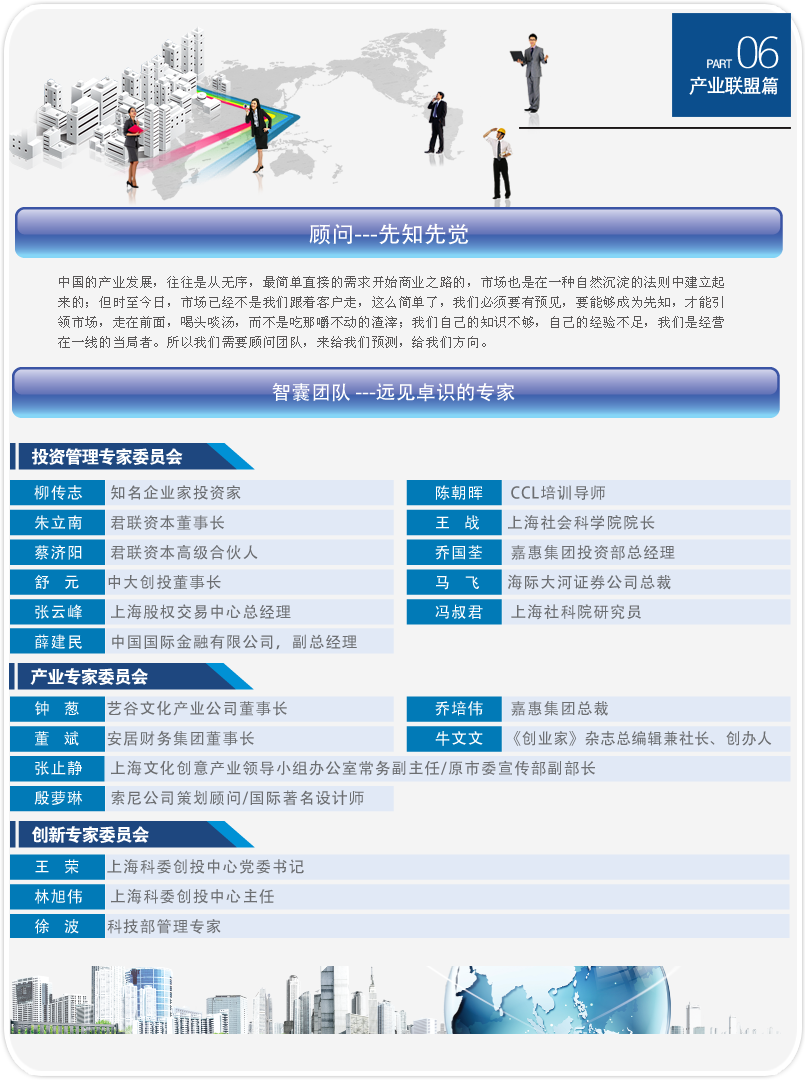 PART 06
产业联盟篇
顾问---先知先觉
中国的产业发展，往往是从无序，最简单直接的需求开始商业之路的，市场也是在一种自然沉淀的法则中建立起
来的；但时至今日，市场已经不是我们跟着客户走，这么简单了，我们必须要有预见，要能够成为先知，才能引
领市场，走在前面，喝头啖汤，而不是吃那嚼不动的渣滓；我们自己的知识不够，自己的经验不足，我们是经营
在一线的当局者。所以我们需要顾问团队，来给我们预测，给我们方向。
智囊团队 ---远见卓识的专家
投资管理专家委员会
柳传志 知名企业家投资家
陈朝晖 CCL培训导师
朱立南 君联资本董事长
王 战 上海社会科学院院长
蔡济阳 君联资本高级合伙人
乔国荃 嘉惠集团投资部总经理
舒 元 中大创投董事长
马 飞 海际大河证券公司总裁
张云峰 上海股权交易中心总经理
冯叔君 上海社科院研究员
薛建民 中国国际金融有限公司，副总经理
产业专家委员会
钟 葱 艺谷文化产业公司董事长
乔培伟 嘉惠集团总裁
董 斌 安居财务集团董事长
牛文文 《创业家》杂志总编辑兼社长、创办人
张止静 上海文化创意产业领导小组办公室常务副主任/原市委宣传部副部长
殷萝琳 索尼公司策划顾问/国际著名设计师
创新专家委员会
王 荣 上海科委创投中心党委书记
林旭伟 上海科委创投中心主任
徐 波 科技部管理专家